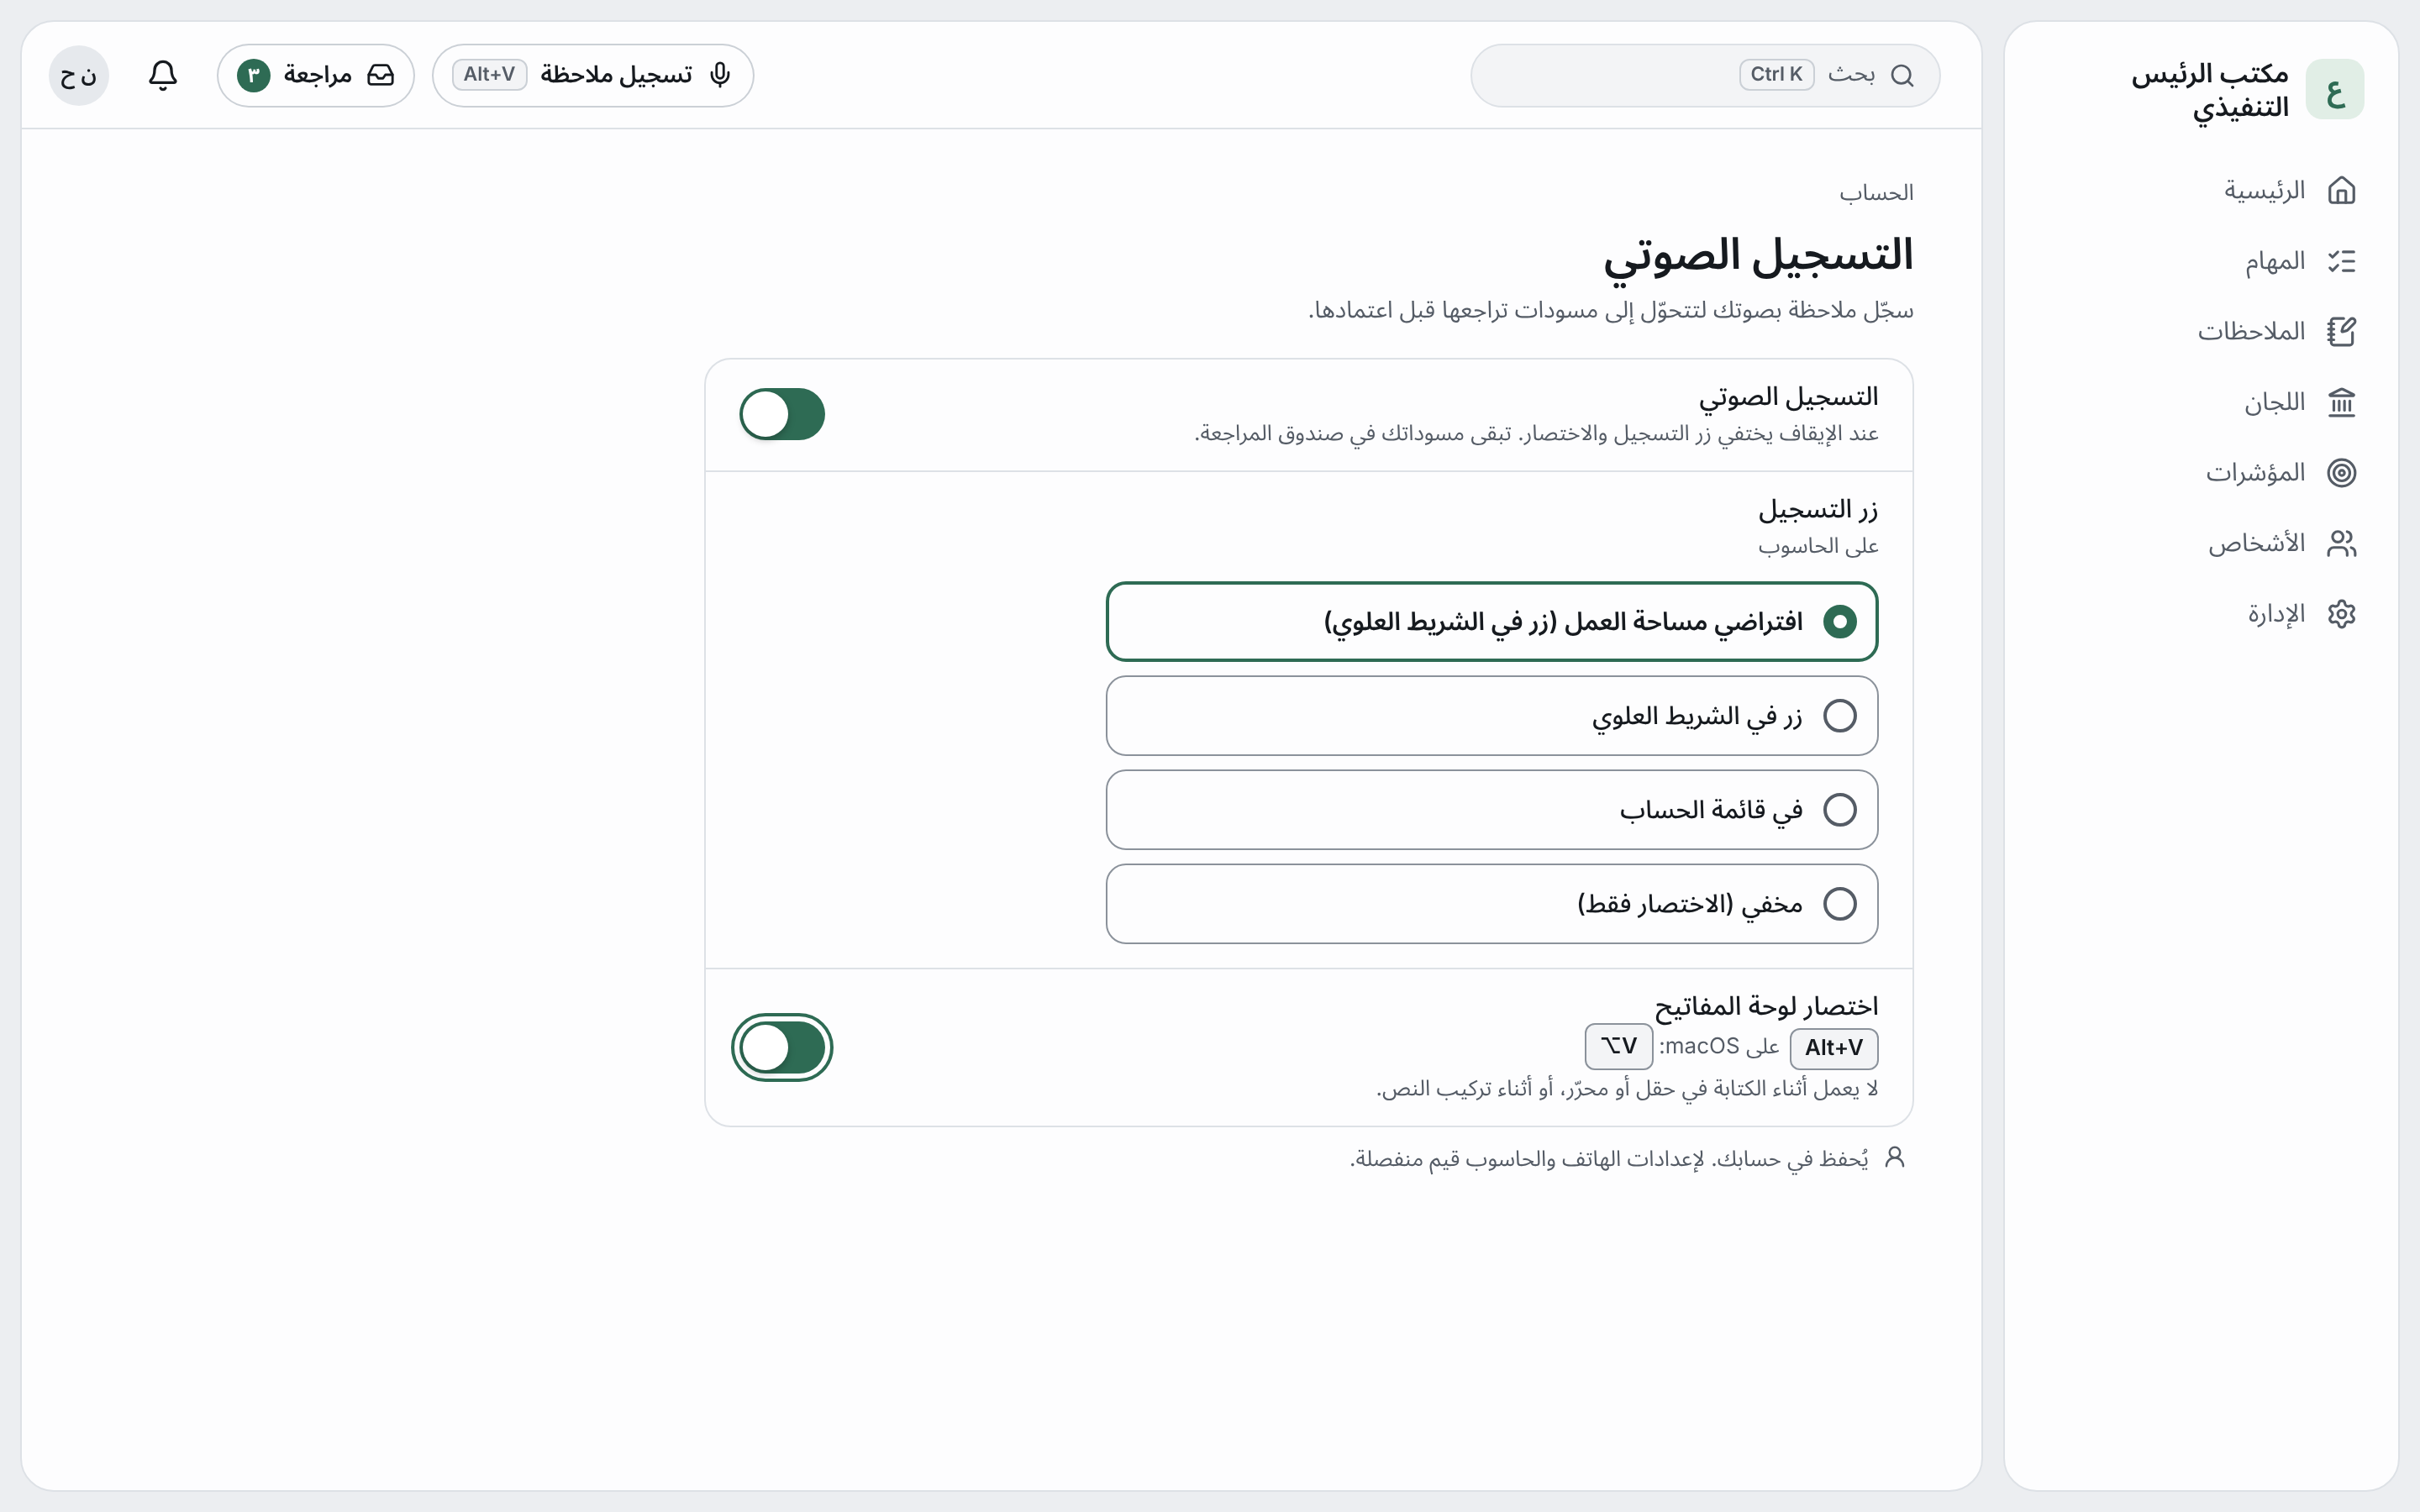 ع
مكتب الرئيس
التنفيذي
الرئيسية
المهام
الملاحظات
اللجان
المؤشرات
الأشخاص
الإدارة
بحث Ctrl K
تسجيل ملاحظة Alt+V
مراجعة ٣
ن ح
الحساب
التسجيل الصوتي
سجّل ملاحظة بصوتك لتتحوّل إلى مسودات تراجعها قبل اعتمادها.
التسجيل الصوتي
عند الإيقاف يختفي زر التسجيل والاختصار. تبقى مسوداتك في صندوق المراجعة.
زر التسجيل
على الحاسوب
افتراضي مساحة العمل (زر في الشريط العلوي)
زر في الشريط العلوي
في قائمة الحساب
مخفي (الاختصار فقط)
اختصار لوحة المفاتيح
Alt+V على macOS: ⌥V
لا يعمل أثناء الكتابة في حقل أو محرّر، أو أثناء تركيب النص.
يُحفظ في حسابك. لإعدادات الهاتف والحاسوب قيم منفصلة.